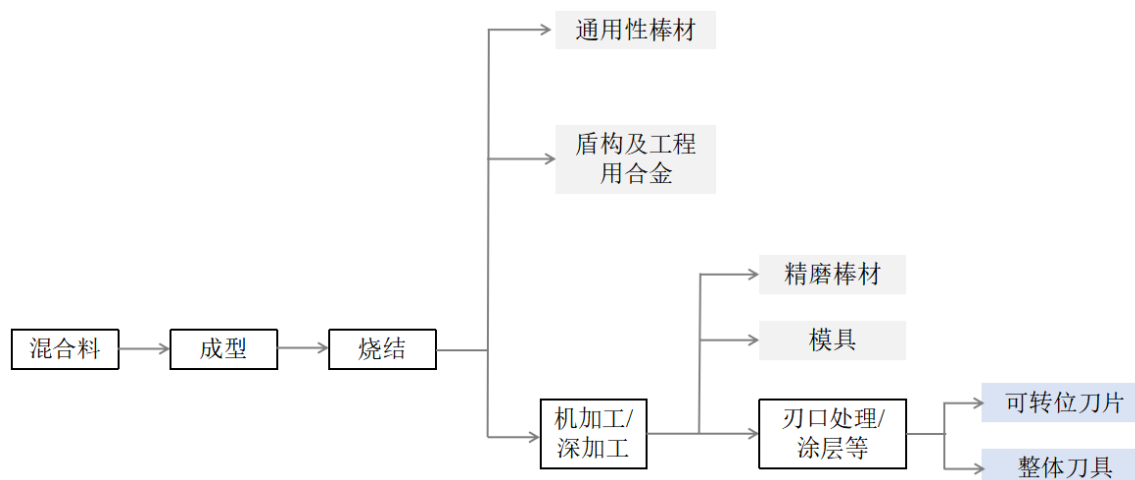 通用性棒材
盾构及工程
用合金
精磨棒材
混合料
成型
烧结
模具
机加工/
深加工
刃口处理/
涂层等
可转位刀片
整体刀具